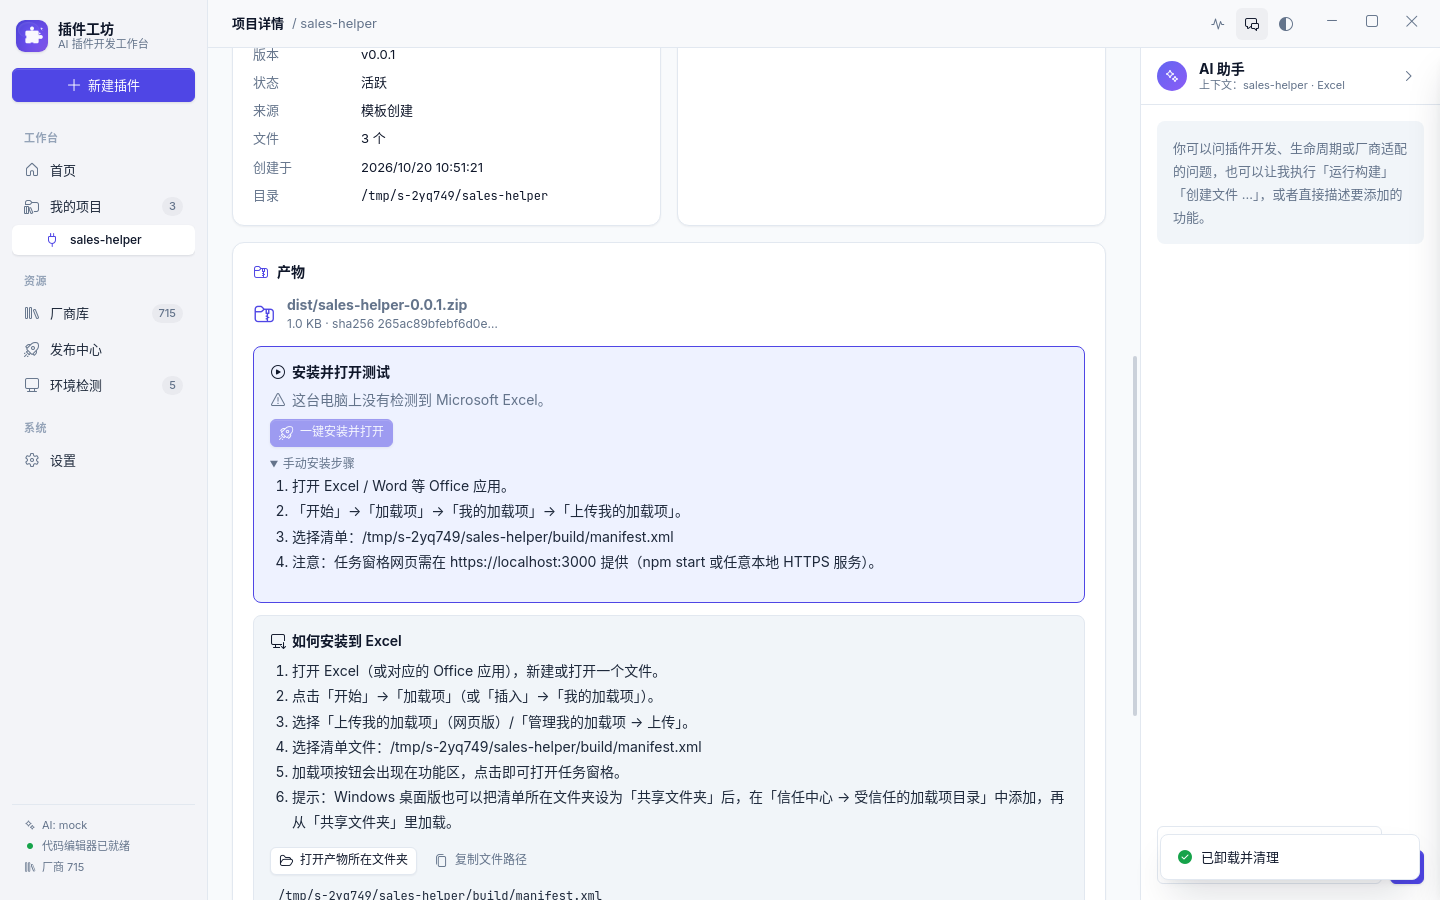 插件工坊
AI 插件开发工作台
新建插件
工作台
首页
我的项目 3
sales-helper
资源
厂商库 715
发布中心
环境检测 5
系统
设置
AI: mock
代码编辑器已就绪
厂商 715
项目详情 / sales-helper
版本 v0.0.1
状态 活跃
来源 模板创建
文件 3 个
创建于 2026/10/20 10:51:21
目录 /tmp/s-2yq749/sales-helper
产物
dist/sales-helper-0.0.1.zip
1.0 KB · sha256 265ac89bfebf6d0e…
安装并打开测试
这台电脑上没有检测到 Microsoft Excel。
一键安装并打开
▼ 手动安装步骤
1. 打开 Excel / Word 等 Office 应用。
2. 「开始」→「加载项」→「我的加载项」→「上传我的加载项」。
3. 选择清单：/tmp/s-2yq749/sales-helper/build/manifest.xml
4. 注意：任务窗格网页需在 https://localhost:3000 提供（npm start 或任意本地 HTTPS 服务）。
如何安装到 Excel
1. 打开 Excel（或对应的 Office 应用），新建或打开一个文件。
2. 点击「开始」→「加载项」（或「插入」→「我的加载项」）。
3. 选择「上传我的加载项」（网页版）/「管理我的加载项 → 上传」。
4. 选择清单文件：/tmp/s-2yq749/sales-helper/build/manifest.xml
5. 加载项按钮会出现在功能区，点击即可打开任务窗格。
6. 提示：Windows 桌面版也可以把清单所在文件夹设为「共享文件夹」后，在「信任中心 → 受信任的加载项目录」中添加，再
从「共享文件夹」里加载。
打开产物所在文件夹 复制文件路径
/tmp/s-2yq749/sales-helper/build/manifest.xml
AI 助手
上下文：sales-helper · Excel
你可以问插件开发、生命周期或厂商适配
的问题，也可以让我执行「运行构建」
「创建文件 …」，或者直接描述要添加的
功能。
已卸载并清理